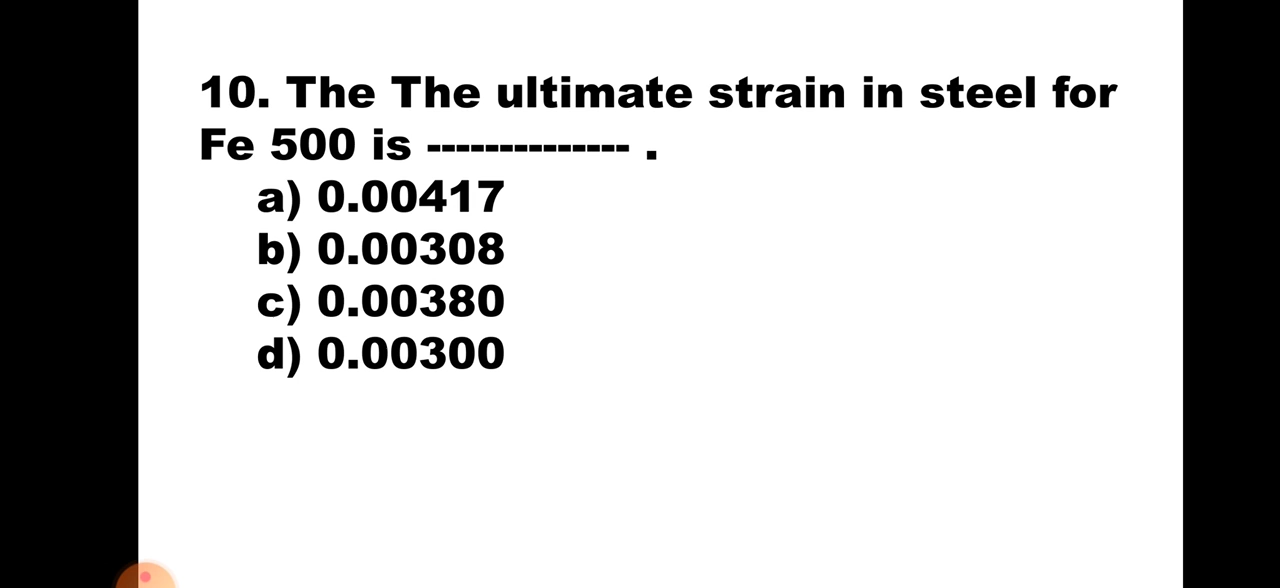 10. The The ultimate strain in steel for
Fe 500 is -------------- .
a) 0.00417
b) 0.00308
c) 0.00380
d) 0.00300